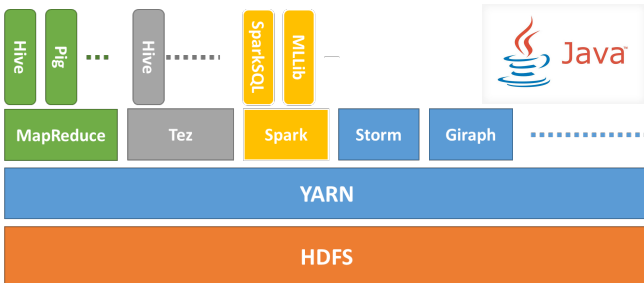 Hive
Pig
Hive
SparkSQL
MLLib
Java
MapReduce
Tez
Spark
Storm
Giraph
YARN
HDFS